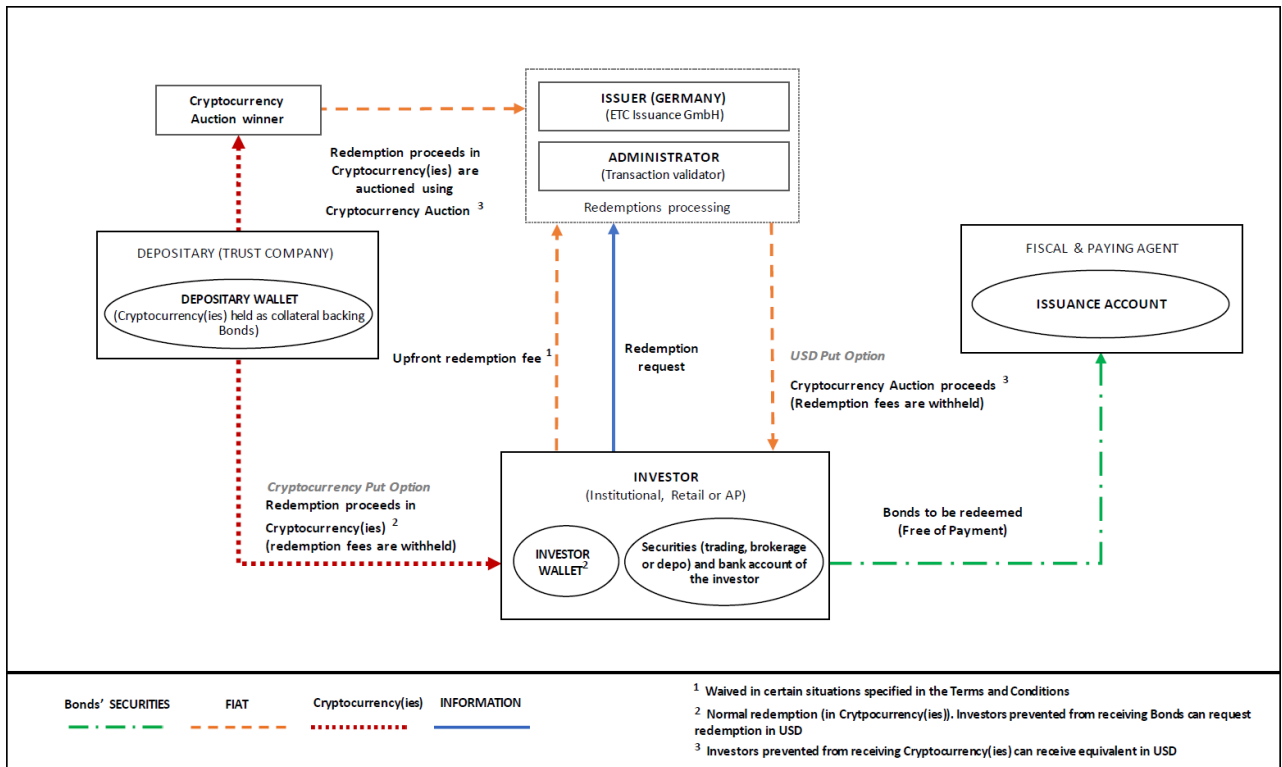 Cryptocurrency
Auction winner
ISSUER (GERMANY)
(ETC Issuance GmbH)
ADMINISTRATOR
(Transaction validator)
Redemptions processing
Redemption proceeds in
Cryptocurrency(ies) are
auctioned using
Cryptocurrency Auction 3
DEPOSITARY (TRUST COMPANY)
DEPOSITARY WALLET
(Cryptocurrency(ies) held as collateral backing
Bonds)
FISCAL & PAYING AGENT
ISSUANCE ACCOUNT
Upfront redemption fee 1
Redemption
request
USD Put Option
Cryptocurrency Auction proceeds 3
(Redemption fees are withheld)
Cryptocurrency Put Option
Redemption proceeds in
Cryptocurrency(ies) 2
(redemption fees are withheld)
INVESTOR
(Institutional, Retail or AP)
INVESTOR
WALLET2
Securities (trading, brokerage
or depo) and bank account of
the investor
Bonds to be redeemed
(Free of Payment)
Bonds' SECURITIES
FIAT
Cryptocurrency(ies)
INFORMATION
1 Waived in certain situations specified in the Terms and Conditions
2 Normal redemption (in Crytpocurrency(ies)). Investors prevented from receiving Bonds can request
redemption in USD
3 Investors prevented from receiving Cryptocurrency(ies) can receive equivalent in USD